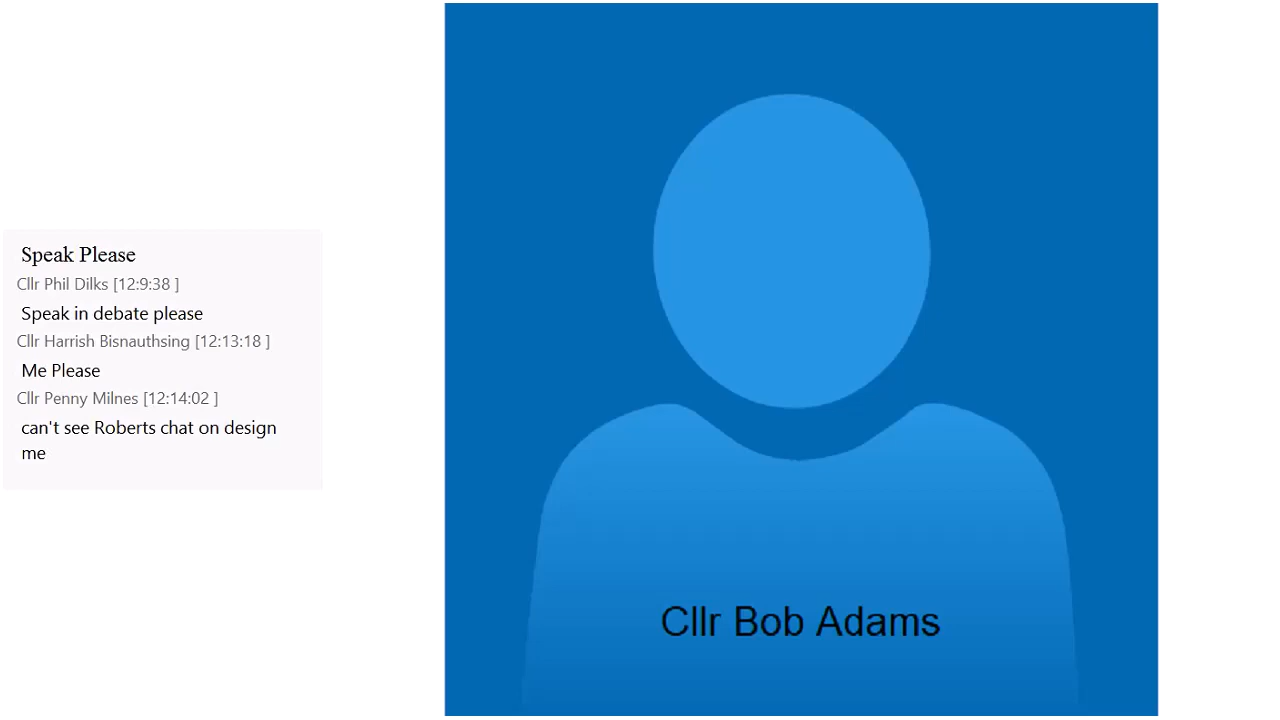 Speak Please
Cllr Phil Dilks [12:9:38 ]
Speak in debate please
Cllr Harrish Bisnauthsing [12:13:18 ]
Me Please
Cllr Penny Milnes [12:14:02 ]
can't see Roberts chat on design
me
Cllr Bob Adams